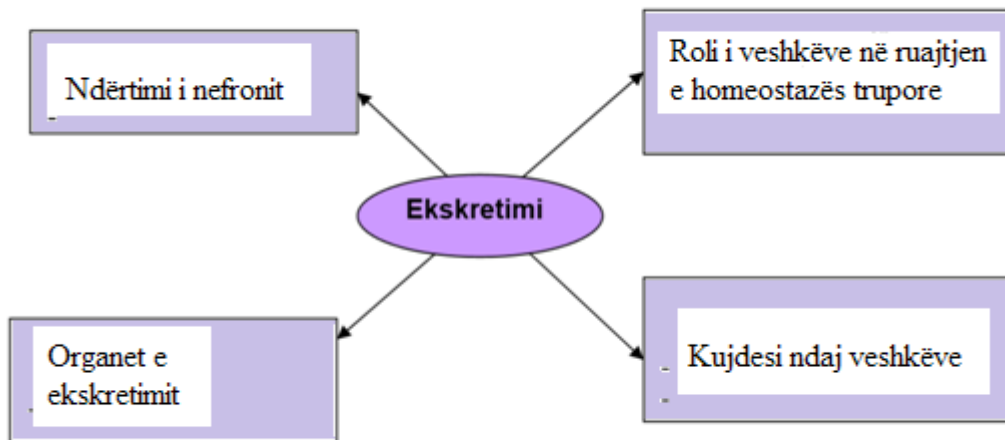 Ndërtimi i nefronit
Roli i veshkëve në ruajtjen
e homeostazës trupore
Ekskretimi
Organet e
ekskretimit
Kujdesi ndaj veshkëve